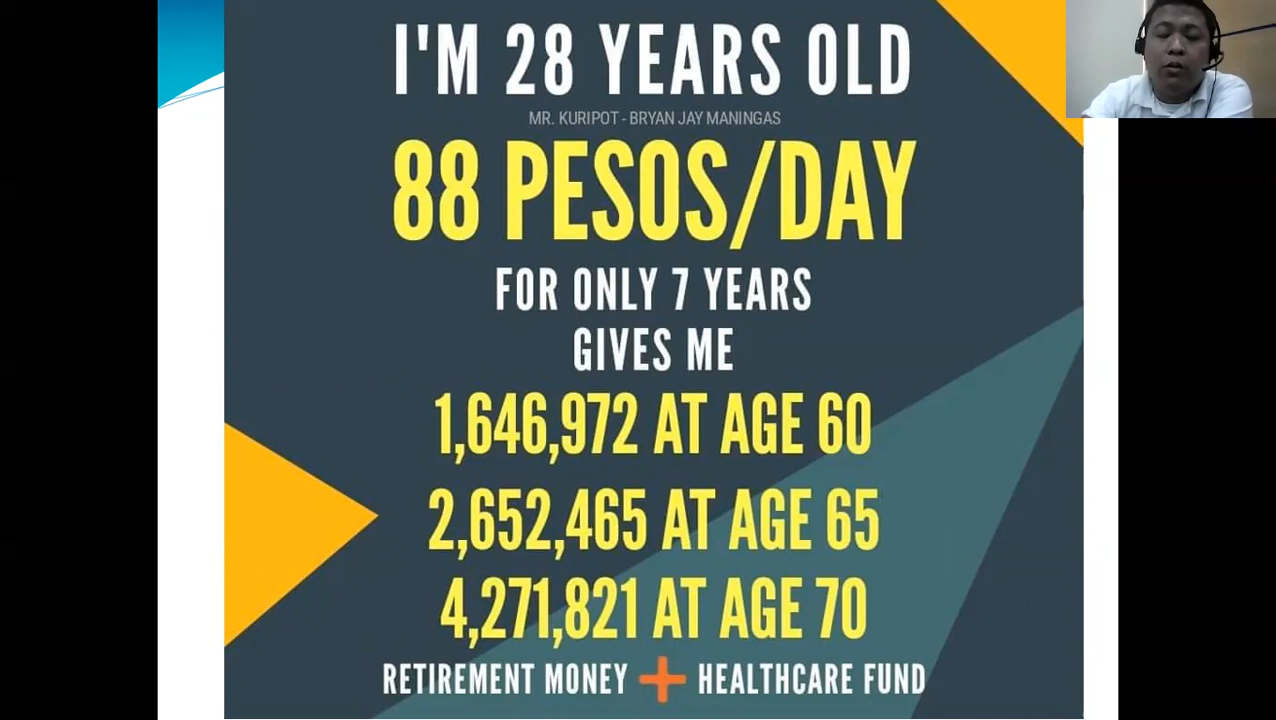 I'M 28 YEARS OLD
MR. KURIPOT - BRYAN JAY MANINGAS
88 PESOS/DAY
FOR ONLY 7 YEARS
GIVES ME
1,646,972 AT AGE 60
2,652,465 AT AGE 65
4,271,821 AT AGE 70
RETIREMENT MONEY + HEALTHCARE FUND